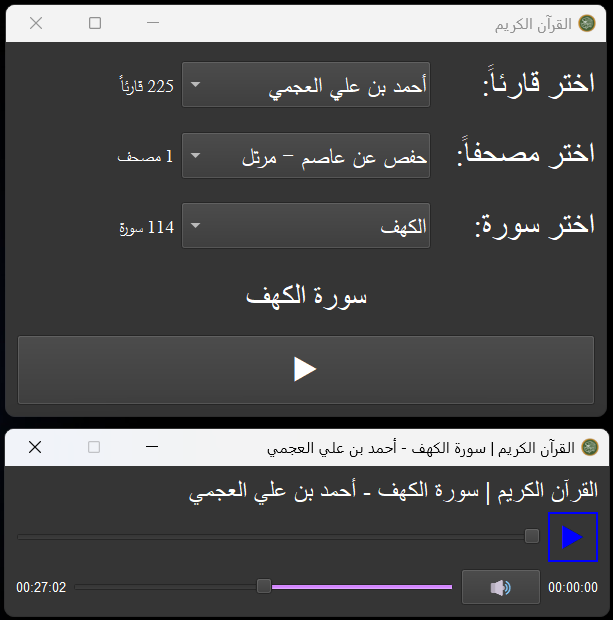 القرآن الكريم
اختر قارئاً:
أحمد بن علي العجمي
225 قارئاً
اختر مصحفاً:
حفص عن عاصم - مرتل
1 مصحف
اختر سورة:
الكهف
114 سورة
سورة الكهف
القرآن الكريم | سورة الكهف - أحمد بن علي العجمي
القرآن الكريم | سورة الكهف - أحمد بن علي العجمي
00:00:00
00:27:02